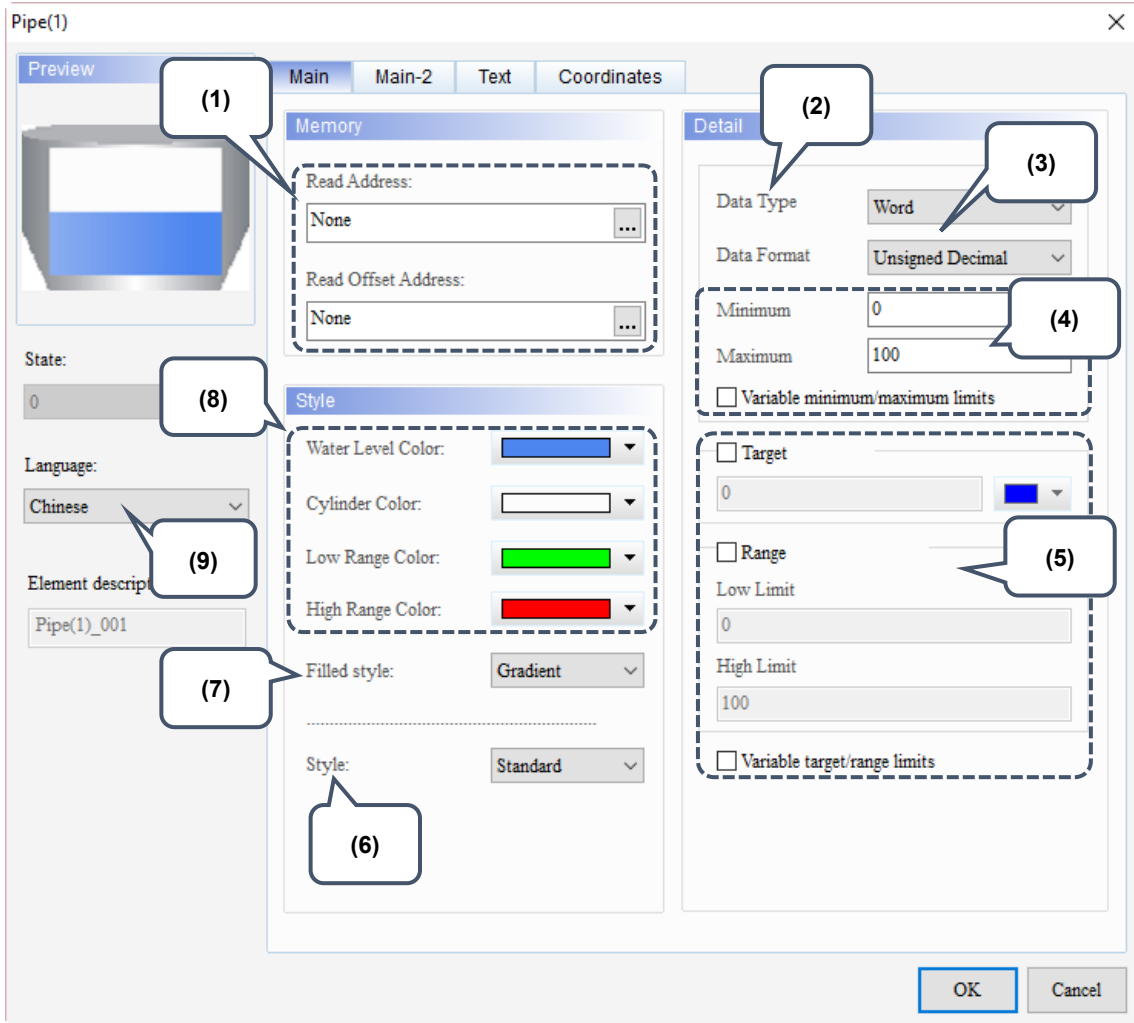 Pipe(1)
Preview
Main
Main-2
Text
Coordinates
(1)
Memory
Read Address:
None
...
Read Offset Address:
None
...
Detail
(2)
(3)
Data Type
Word
Data Format
Unsigned Decimal
Minimum
0
(4)
Maximum
100
Variable minimum/maximum limits
State:
0
(8)
Style
Water Level Color:
Cylinder Color:
Low Range Color:
High Range Color:
Language:
Chinese
(9)
Element descript
Pipe(1)_001
(7)
Filled style:
Gradient
Style:
Standard
(6)
Target
0
Range
(5)
Low Limit
0
High Limit
100
Variable target/range limits
OK
Cancel